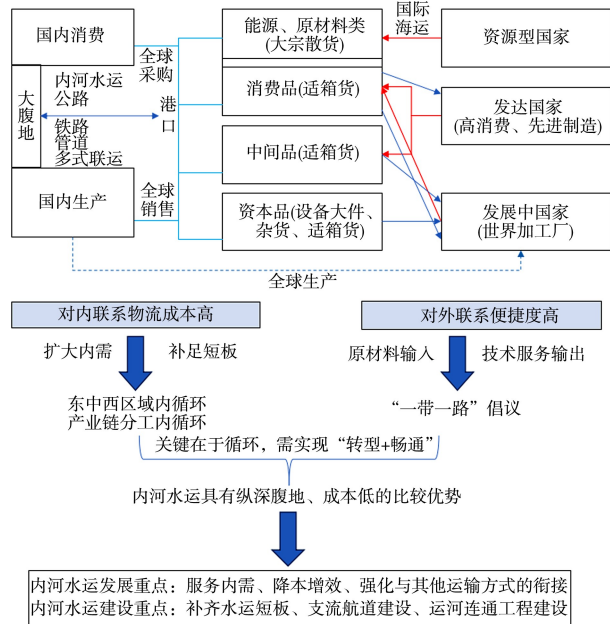 国内消费
大腹地
国内生产
内河水运
公路
铁路
管道
多式联运
全球
采购
港口
全球
销售
能源、原材料类
(大宗散货)
消费品(适箱货)
中间品(适箱货)
资本品(设备大件、
杂货、适箱货)
国际
海运
资源型国家
发达国家
(高消费、先进制造)
发展中国家
(世界加工厂)
全球生产
对内联系物流成本高
对外联系便捷度高
扩大内需
补足短板
原材料输入
技术服务输出
东中西区域内循环
产业链分工内循环
“一带一路”倡议
关键在于循环，需实现“转型+畅通”
内河水运具有纵深腹地、成本低的比较优势
内河水运发展重点：服务内需、降本增效、强化与其他运输方式的衔接
内河水运建设重点：补齐水运短板、支流航道建设、运河连通工程建设